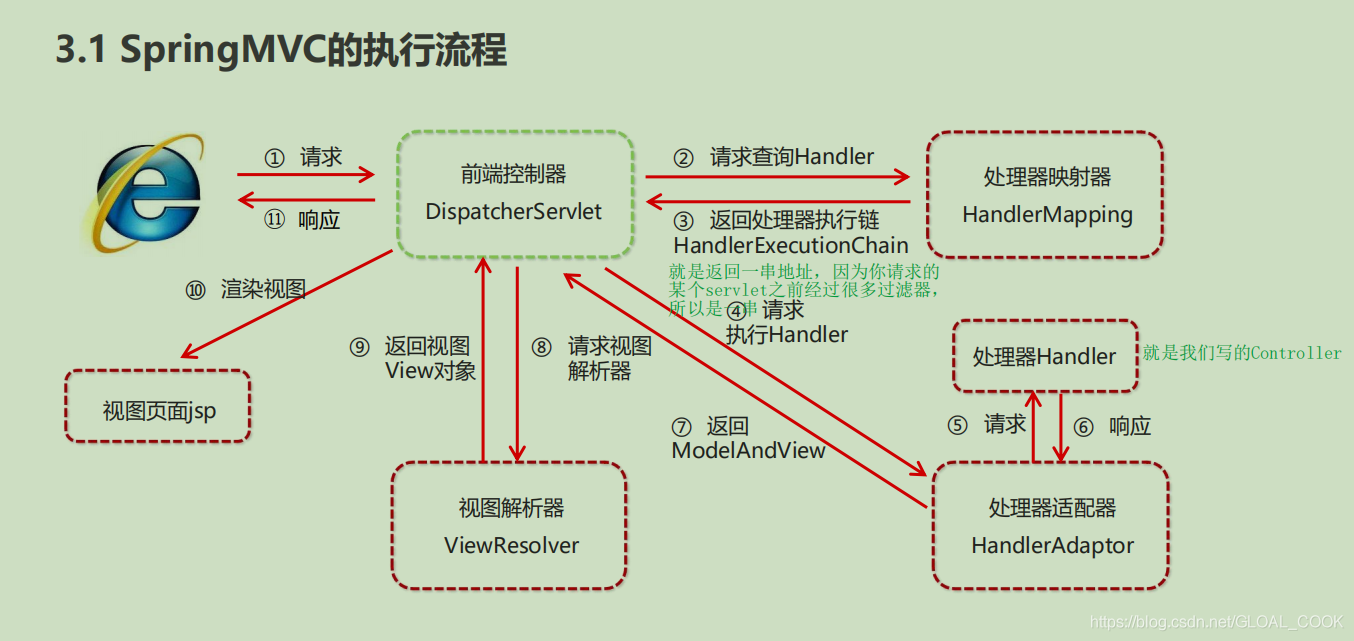 3.1 SpringMVC的执行流程
① 请求
⑪ 响应
前端控制器
DispatcherServlet
② 请求查询Handler
③ 返回处理器执行链
HandlerExecutionChain
就是返回一串地址，因为你请求的
某个servlet之前经过很多过滤器，
所以是一串
处理器映射器
HandlerMapping
④ 请求
执行Handler
⑩ 渲染视图
⑨ 返回视图
View对象
⑧ 请求视图
解析器
处理器Handler
就是我们写的Controller
视图页面jsp
⑦ 返回
ModelAndView
⑤ 请求
⑥ 响应
视图解析器
ViewResolver
处理器适配器
HandlerAdaptor
https://blog.csdn.net/GLOAL_COOK